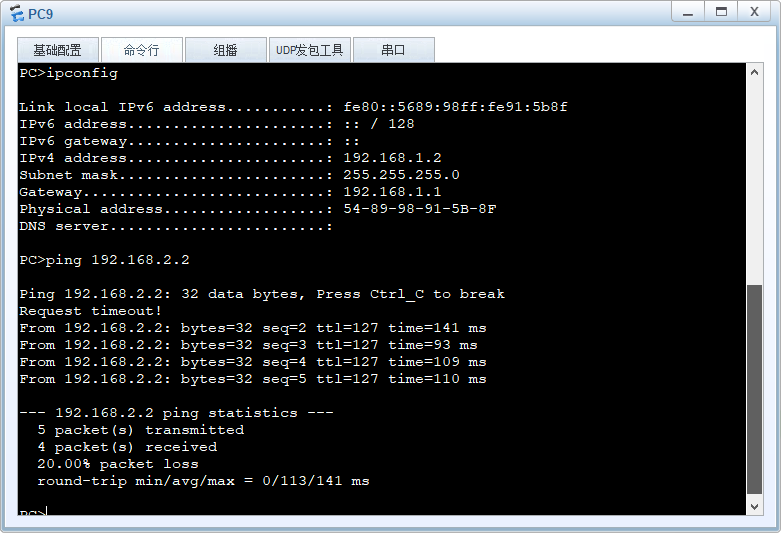 PC9
基础配置 命令行 组播 UDP发包工具 串口
PC>ipconfig
Link local IPv6 address...........: fe80::5689:98ff:fe91:5b8f
IPv6 address......................: :: / 128
IPv6 gateway......................: ::
IPv4 address......................: 192.168.1.2
Subnet mask.......................: 255.255.255.0
Gateway...........................: 192.168.1.1
Physical address..................: 54-89-98-91-5B-8F
DNS server........................:
PC>ping 192.168.2.2
Ping 192.168.2.2: 32 data bytes, Press Ctrl_C to break
Request timeout!
From 192.168.2.2: bytes=32 seq=2 ttl=127 time=141 ms
From 192.168.2.2: bytes=32 seq=3 ttl=127 time=93 ms
From 192.168.2.2: bytes=32 seq=4 ttl=127 time=109 ms
From 192.168.2.2: bytes=32 seq=5 ttl=127 time=110 ms
--- 192.168.2.2 ping statistics ---
5 packet(s) transmitted
4 packet(s) received
20.00% packet loss
round-trip min/avg/max = 0/113/141 ms
PC>